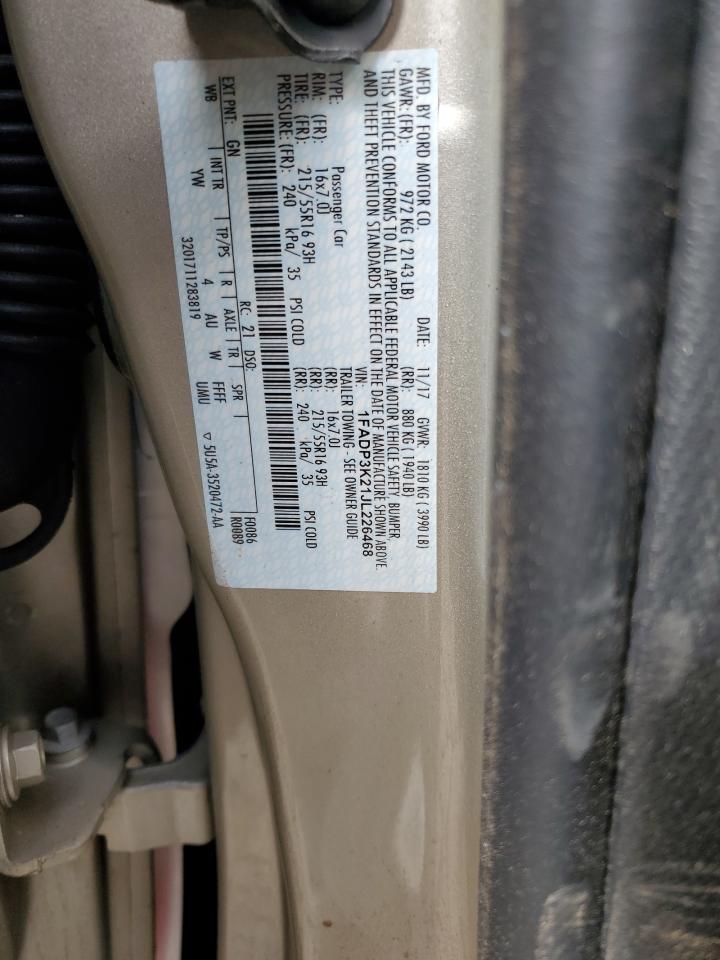 MFD. BY FORD MOTOR CO. DATE: 11/17 GVWR: 1810 KG ( 3990 LB)
GAWR: (FR): 972 KG ( 2143 LB) (RR): 880 KG ( 1940 LB)
THIS VEHICLE CONFORMS TO ALL APPLICABLE FEDERAL MOTOR VEHICLE SAFETY, BUMPER,
AND THEFT PREVENTION STANDARDS IN EFFECT ON THE DATE OF MANUFACTURE SHOWN ABOVE.
VIN: 1FADP3K21JL226468
TYPE: Passenger Car TRAILER TOWING - SEE OWNER GUIDE
RIM: (FR): 16x7.0J (RR): 16x7.0J
TIRE: (FR): 215/55R16 93H (RR): 215/55R16 93H
PRESSURE: (FR): 240 kPa/ 35 PSI COLD (RR): 240 kPa/ 35 PSI COLD
RC: 21 DSO: F0086
EXT PNT: GN R0089
INT TR TP/PS R AXLE TR SPR
WB YW 4 AU W FFFF
UMU
3201711283819 ▽ 5U5A-3520472-AA